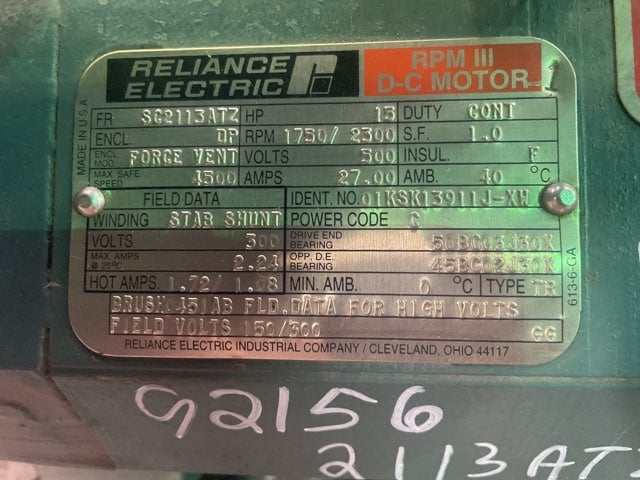 RELIANCE ELECTRIC
RPM III
D-C MOTOR
MADE IN U.S.A
FR SC2113ATZ HP 15 DUTY CONT
ENCL. DP RPM 1750/ 2300 S.F. 1.0
ENCL. MOD. FORCE VENT VOLTS 500 INSUL. F
MAX SAFE SPEED 4500 AMPS 27.00 AMB. 40 °C
FIELD DATA IDENT. NO. 01KSK13911J-XW
WINDING STAB SHUNT POWER CODE C
VOLTS 300 DRIVE END BEARING 50BC03J30X
MAX AMPS @ 25°C 2.24 OPP. D.E. BEARING 45BC02J30X
HOT AMPS. 1.72/ 1.08 MIN. AMB. 0 °C TYPE TR
BRUSH 451AB FLD.DATA FOR HIGH VOLTS
FIELD VOLTS 150/300 GG
RELIANCE ELECTRIC INDUSTRIAL COMPANY / CLEVELAND, OHIO 44117
613-6-GA
G2156
2113ATZ